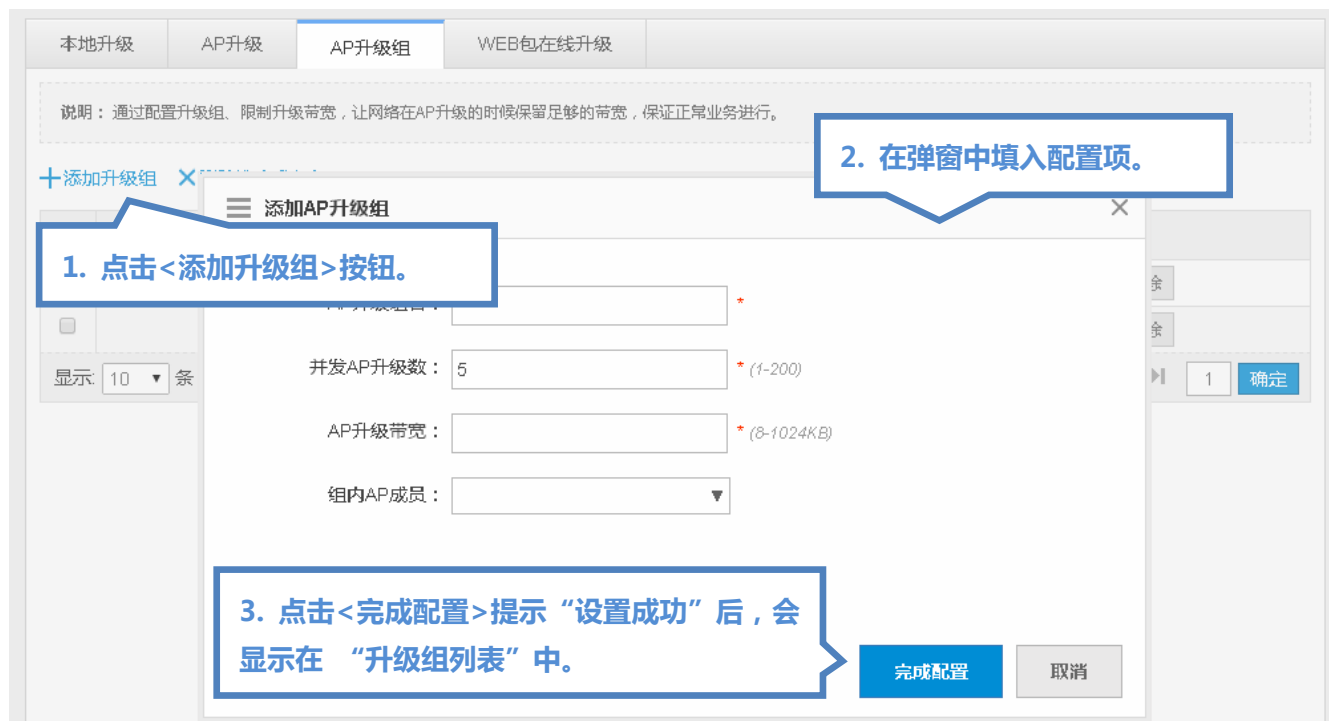 本地升级
AP升级
AP升级组
WEB包在线升级
说明：通过配置升级组、限制升级带宽，让网络在AP升级的时候保留足够的带宽，保证正常业务进行。
2. 在弹窗中填入配置项。
添加升级组
添加AP升级组
1. 点击<添加升级组>按钮。
*
并发AP升级数：
5
* (1-200)
AP升级带宽：
* (8-1024KB)
组内AP成员：
显示: 10 条
1
确定
3. 点击<完成配置>提示“设置成功”后，会
显示在 “升级组列表”中。
完成配置
取消